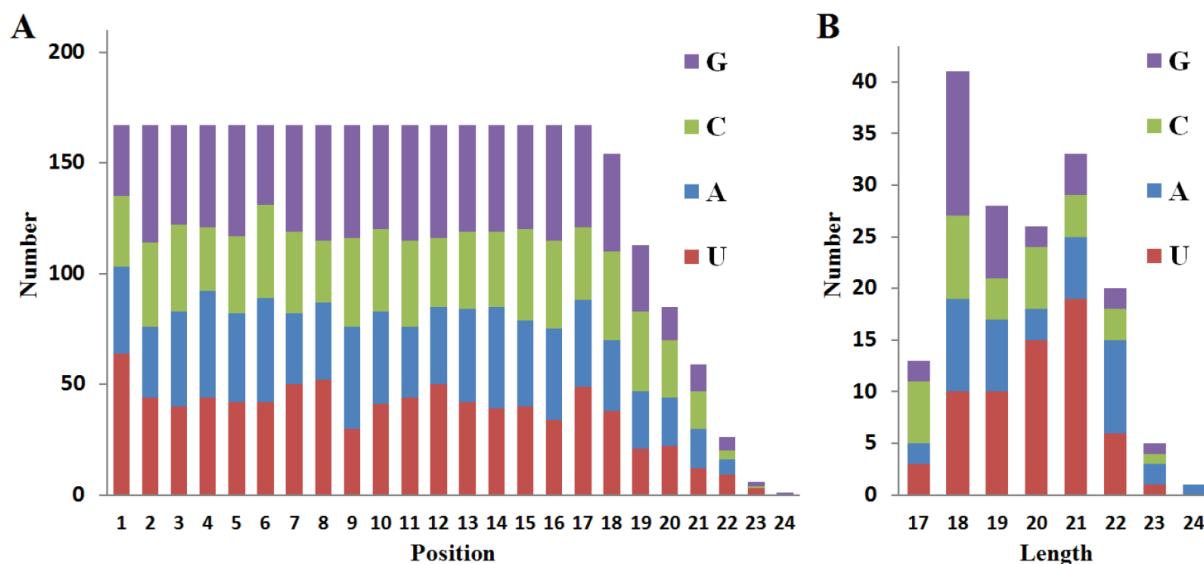 A
Number
200
150
100
50
0
G
C
A
U
1 2 3 4 5 6 7 8 9 10 11 12 13 14 15 16 17 18 19 20 21 22 23 24
Position
B
Number
40
35
30
25
20
15
10
5
0
G
C
A
U
17 18 19 20 21 22 23 24
Length